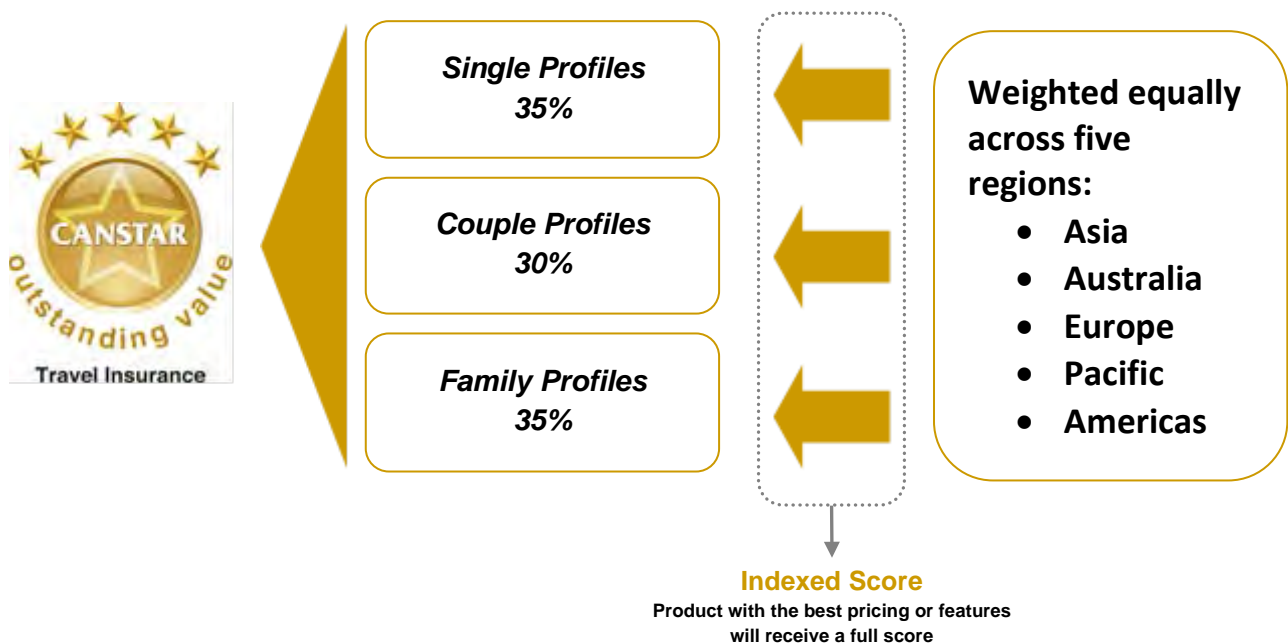 CANSTAR
outstanding value
Travel Insurance
Single Profiles
35%
Couple Profiles
30%
Family Profiles
35%
Weighted equally
across five
regions:
• Asia
• Australia
• Europe
• Pacific
• Americas
Indexed Score
Product with the best pricing or features
will receive a full score